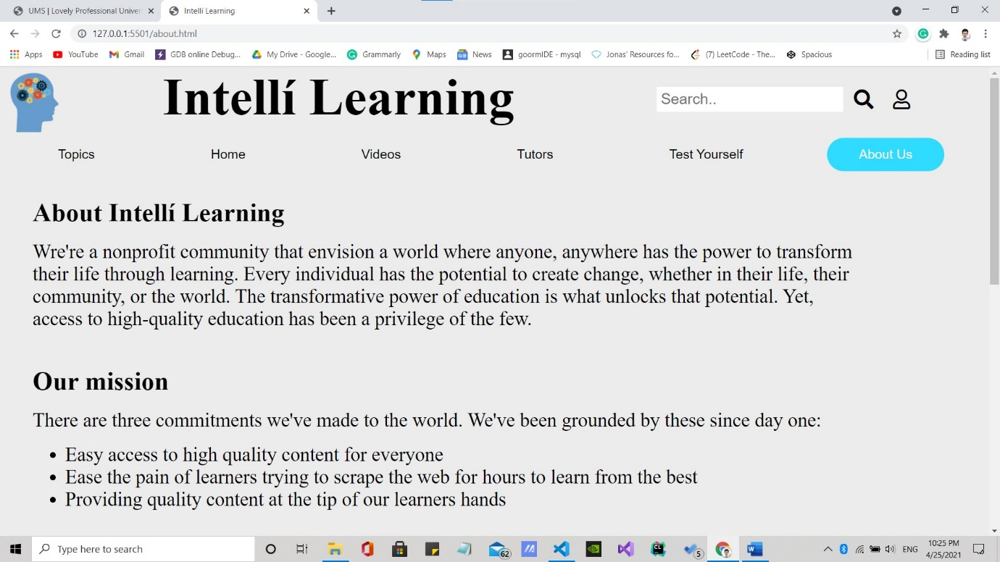 UMS | Lovely Professional Univer
Intellí Learning
127.0.0.1:5501/about.html
Apps
YouTube
Gmail
GDB online Debug...
My Drive - Google...
Grammarly
Maps
News
goormIDE - mysql
Jonas' Resources fo...
(7) LeetCode - The...
Spacious
Reading list
Intellí Learning
Search..
Topics
Home
Videos
Tutors
Test Yourself
About Us
About Intellí Learning
Wre're a nonprofit community that envision a world where anyone, anywhere has the power to transform
their life through learning. Every individual has the potential to create change, whether in their life, their
community, or the world. The transformative power of education is what unlocks that potential. Yet,
access to high-quality education has been a privilege of the few.
Our mission
There are three commitments we've made to the world. We've been grounded by these since day one:
• Easy access to high quality content for everyone
• Ease the pain of learners trying to scrape the web for hours to learn from the best
• Providing quality content at the tip of our learners hands
Type here to search
62
CL
5
ENG
10:25 PM
4/25/2021